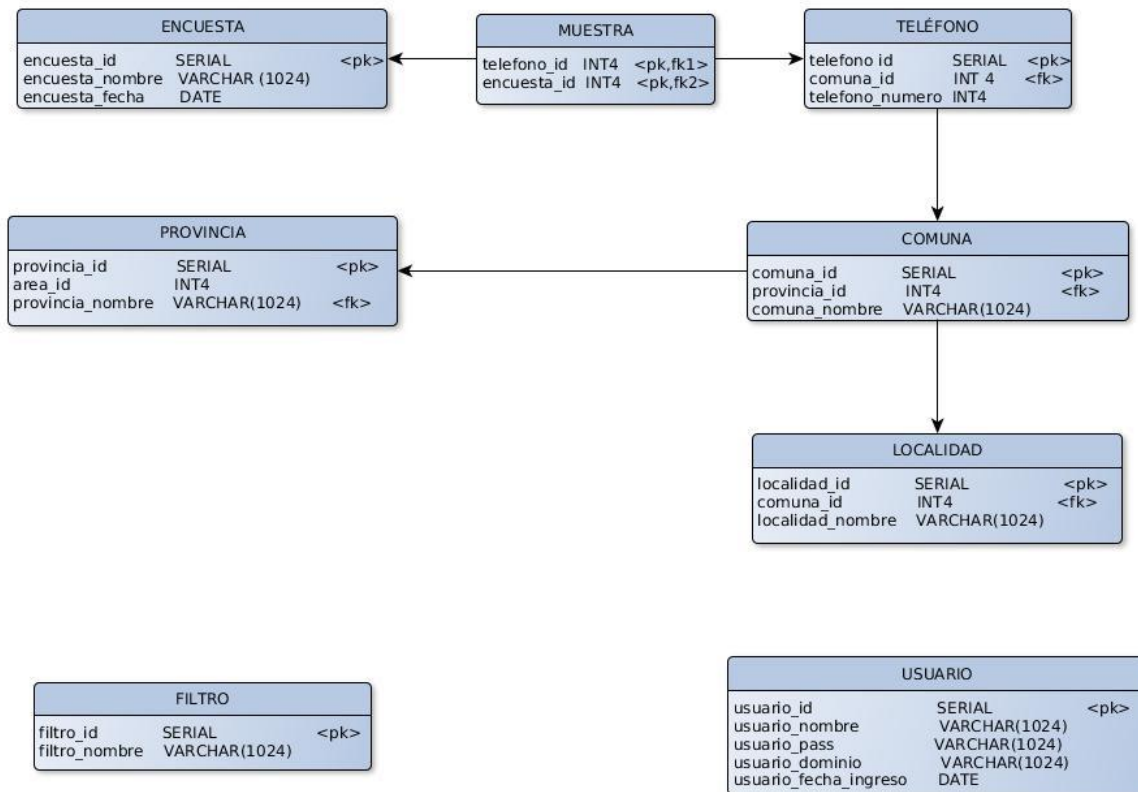 ENCUESTA
encuesta_id SERIAL <pk>
encuesta_nombre VARCHAR (1024)
encuesta_fecha DATE
MUESTRA
telefono_id INT4 <pk,fk1>
encuesta_id INT4 <pk,fk2>
TELÉFONO
telefono id SERIAL <pk>
comuna_id INT 4 <fk>
telefono_numero INT4
PROVINCIA
provincia_id SERIAL <pk>
area_id INT4
provincia_nombre VARCHAR(1024) <fk>
COMUNA
comuna_id SERIAL <pk>
provincia_id INT4 <fk>
comuna_nombre VARCHAR(1024)
LOCALIDAD
localidad_id SERIAL <pk>
comuna_id INT4 <fk>
localidad_nombre VARCHAR(1024)
FILTRO
filtro_id SERIAL <pk>
filtro_nombre VARCHAR(1024)
USUARIO
usuario_id SERIAL <pk>
usuario_nombre VARCHAR(1024)
usuario_pass VARCHAR(1024)
usuario_dominio VARCHAR(1024)
usuario_fecha_ingreso DATE